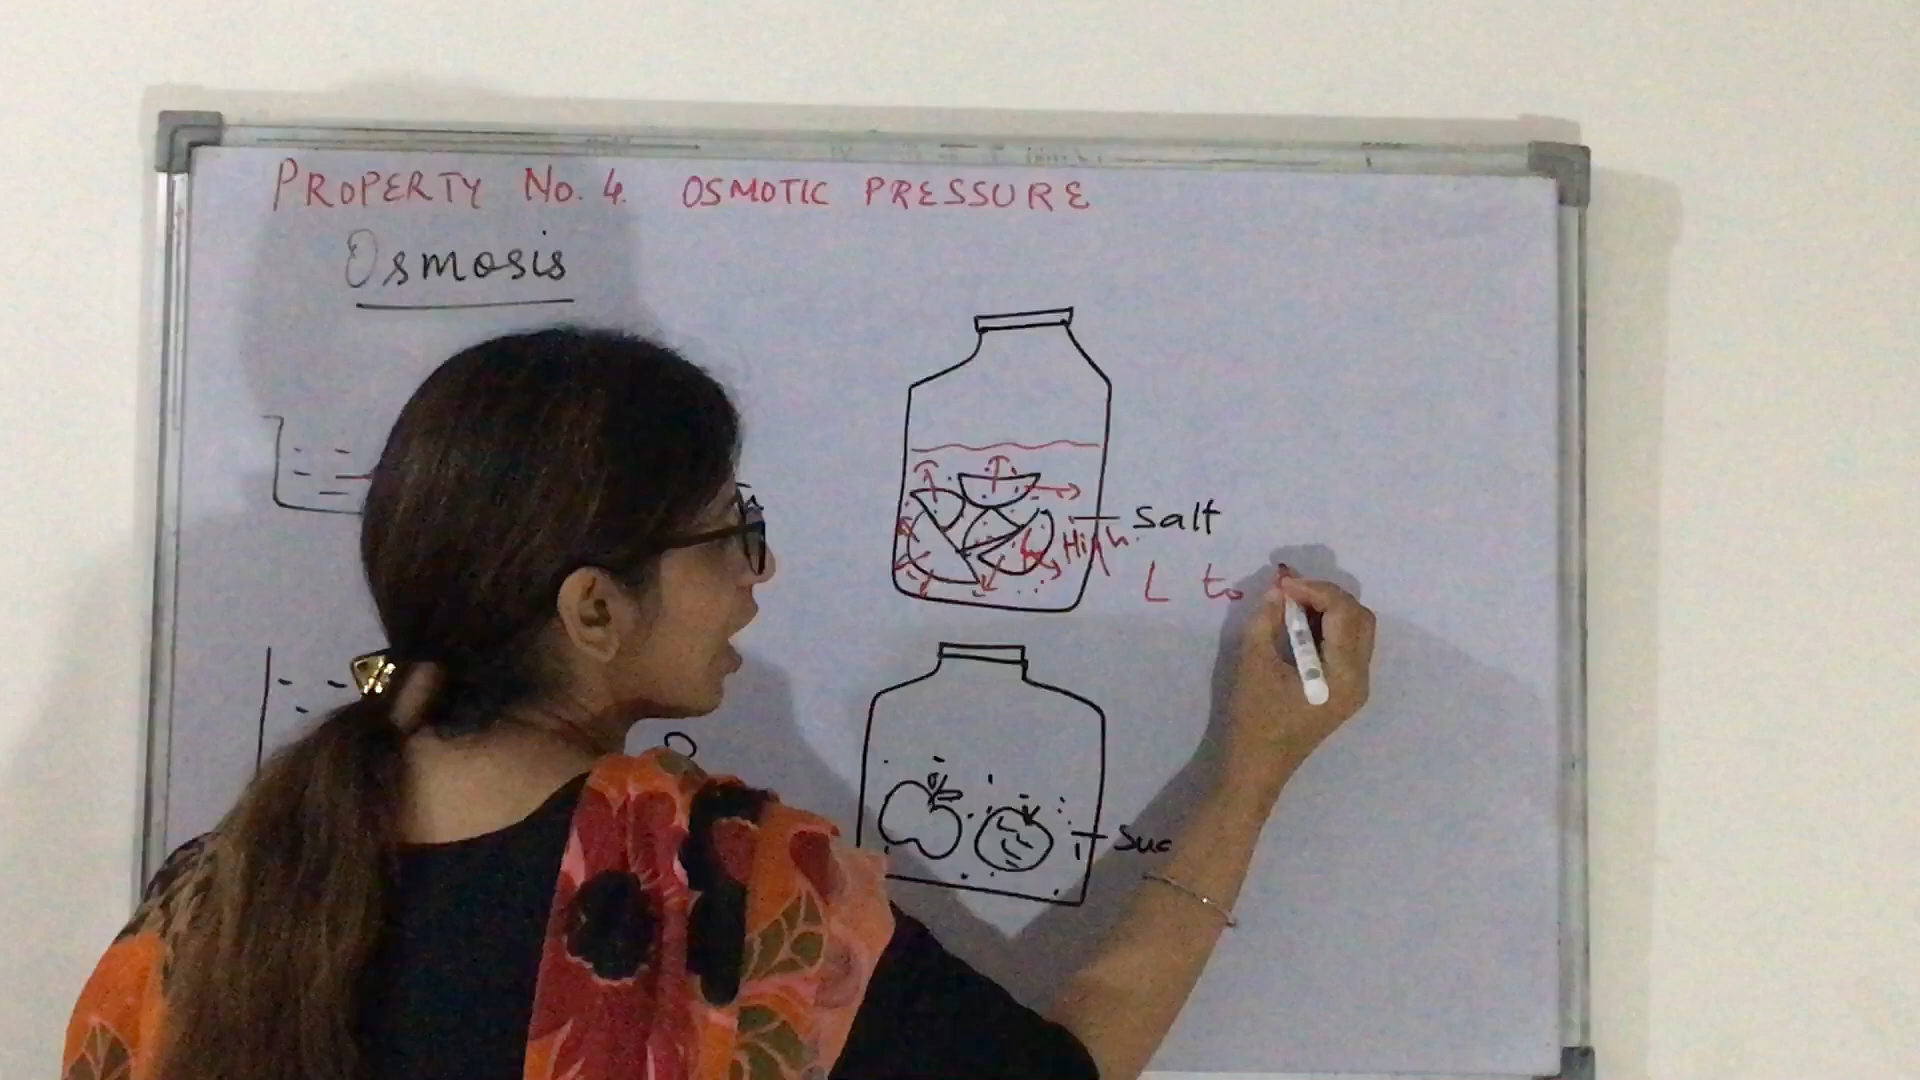 PROPERTY No. 4. OSMOTIC PRESSURE
Osmosis
Salt
High
L to
Suc